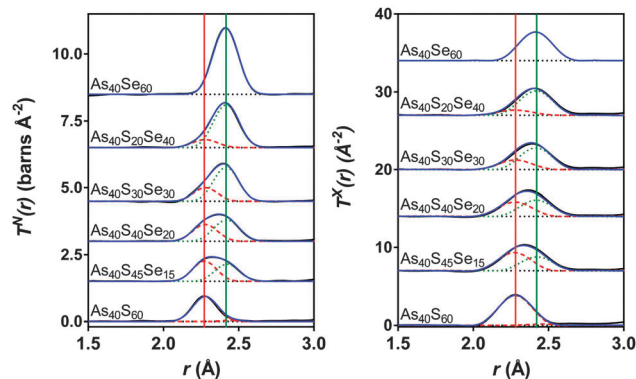 10.0
7.5
5.0
2.5
0.0
Tᴺ(r) (barns Å⁻²)
As₄₀Se₆₀
As₄₀S₂₀Se₄₀
As₄₀S₃₀Se₃₀
As₄₀S₄₀Se₂₀
As₄₀S₄₅Se₁₅
As₄₀S₆₀
1.5 2.0 2.5 3.0
r (Å)
40
30
20
10
0
Tˣ(r) (Å⁻²)
As₄₀Se₆₀
As₄₀S₂₀Se₄₀
As₄₀S₃₀Se₃₀
As₄₀S₄₀Se₂₀
As₄₀S₄₅Se₁₅
As₄₀S₆₀
1.5 2.0 2.5 3.0
r (Å)